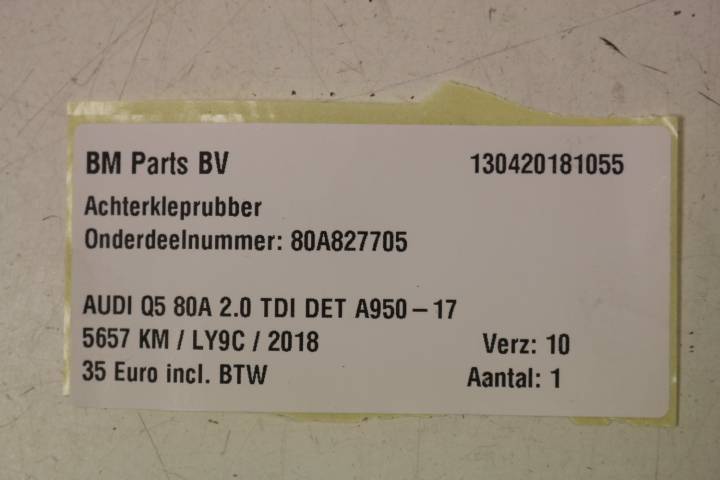 BM Parts BV 130420181055
Achterkleprubber
Onderdeelnummer: 80A827705
AUDI Q5 80A 2.0 TDI DET A950-17
5657 KM / LY9C / 2018 Verz: 10
35 Euro incl. BTW Aantal: 1